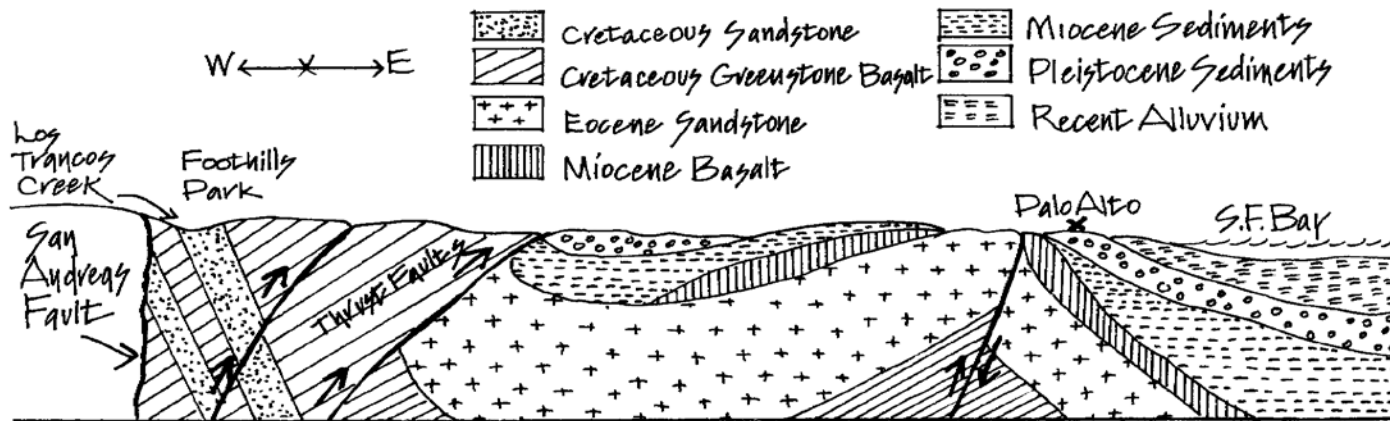 Cretaceous Sandstone
Cretaceous Greenstone Basalt
Eocene Sandstone
Miocene Basalt
Miocene Sediments
Pleistocene Sediments
Recent Alluvium
W E
Los
Trancos
Creek
Foothills
Park
San
Andreas
Fault
Thrust Faults
Palo Alto
S.F. Bay